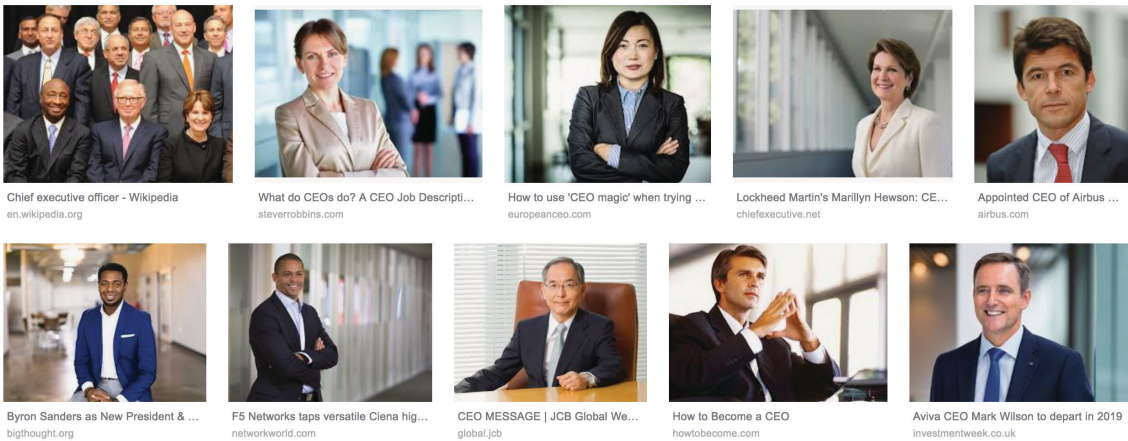 Chief executive officer - Wikipedia
en.wikipedia.org
What do CEOs do? A CEO Job Descripti...
steverrobbins.com
How to use 'CEO magic' when trying ...
europeanceo.com
Lockheed Martin's Marillyn Hewson: CE...
chiefexecutive.net
Appointed CEO of Airbus ...
airbus.com
Byron Sanders as New President & ...
bigthought.org
F5 Networks taps versatile Ciena hig...
networkworld.com
CEO MESSAGE | JCB Global We...
global.jcb
How to Become a CEO
howtobecome.com
Aviva CEO Mark Wilson to depart in 2019
investmentweek.co.uk